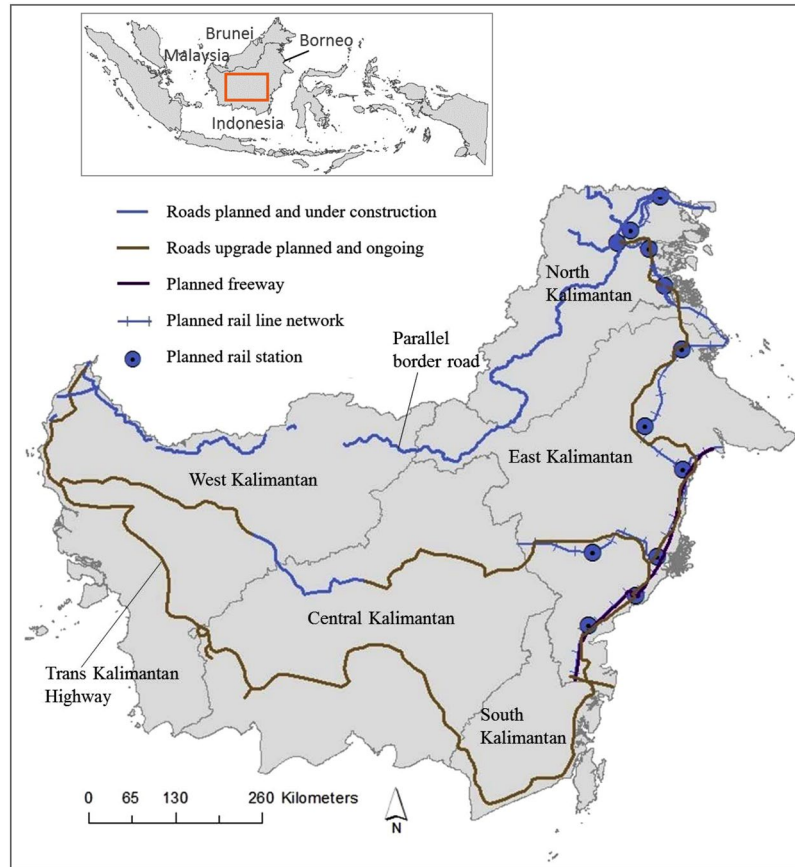 Brunei
Malaysia
Borneo
Indonesia
Roads planned and under construction
Roads upgrade planned and ongoing
Planned freeway
Planned rail line network
Planned rail station
North
Kalimantan
Parallel
border road
East Kalimantan
West Kalimantan
Central Kalimantan
Trans Kalimantan
Highway
South
Kalimantan
0 65 130 260 Kilometers
N